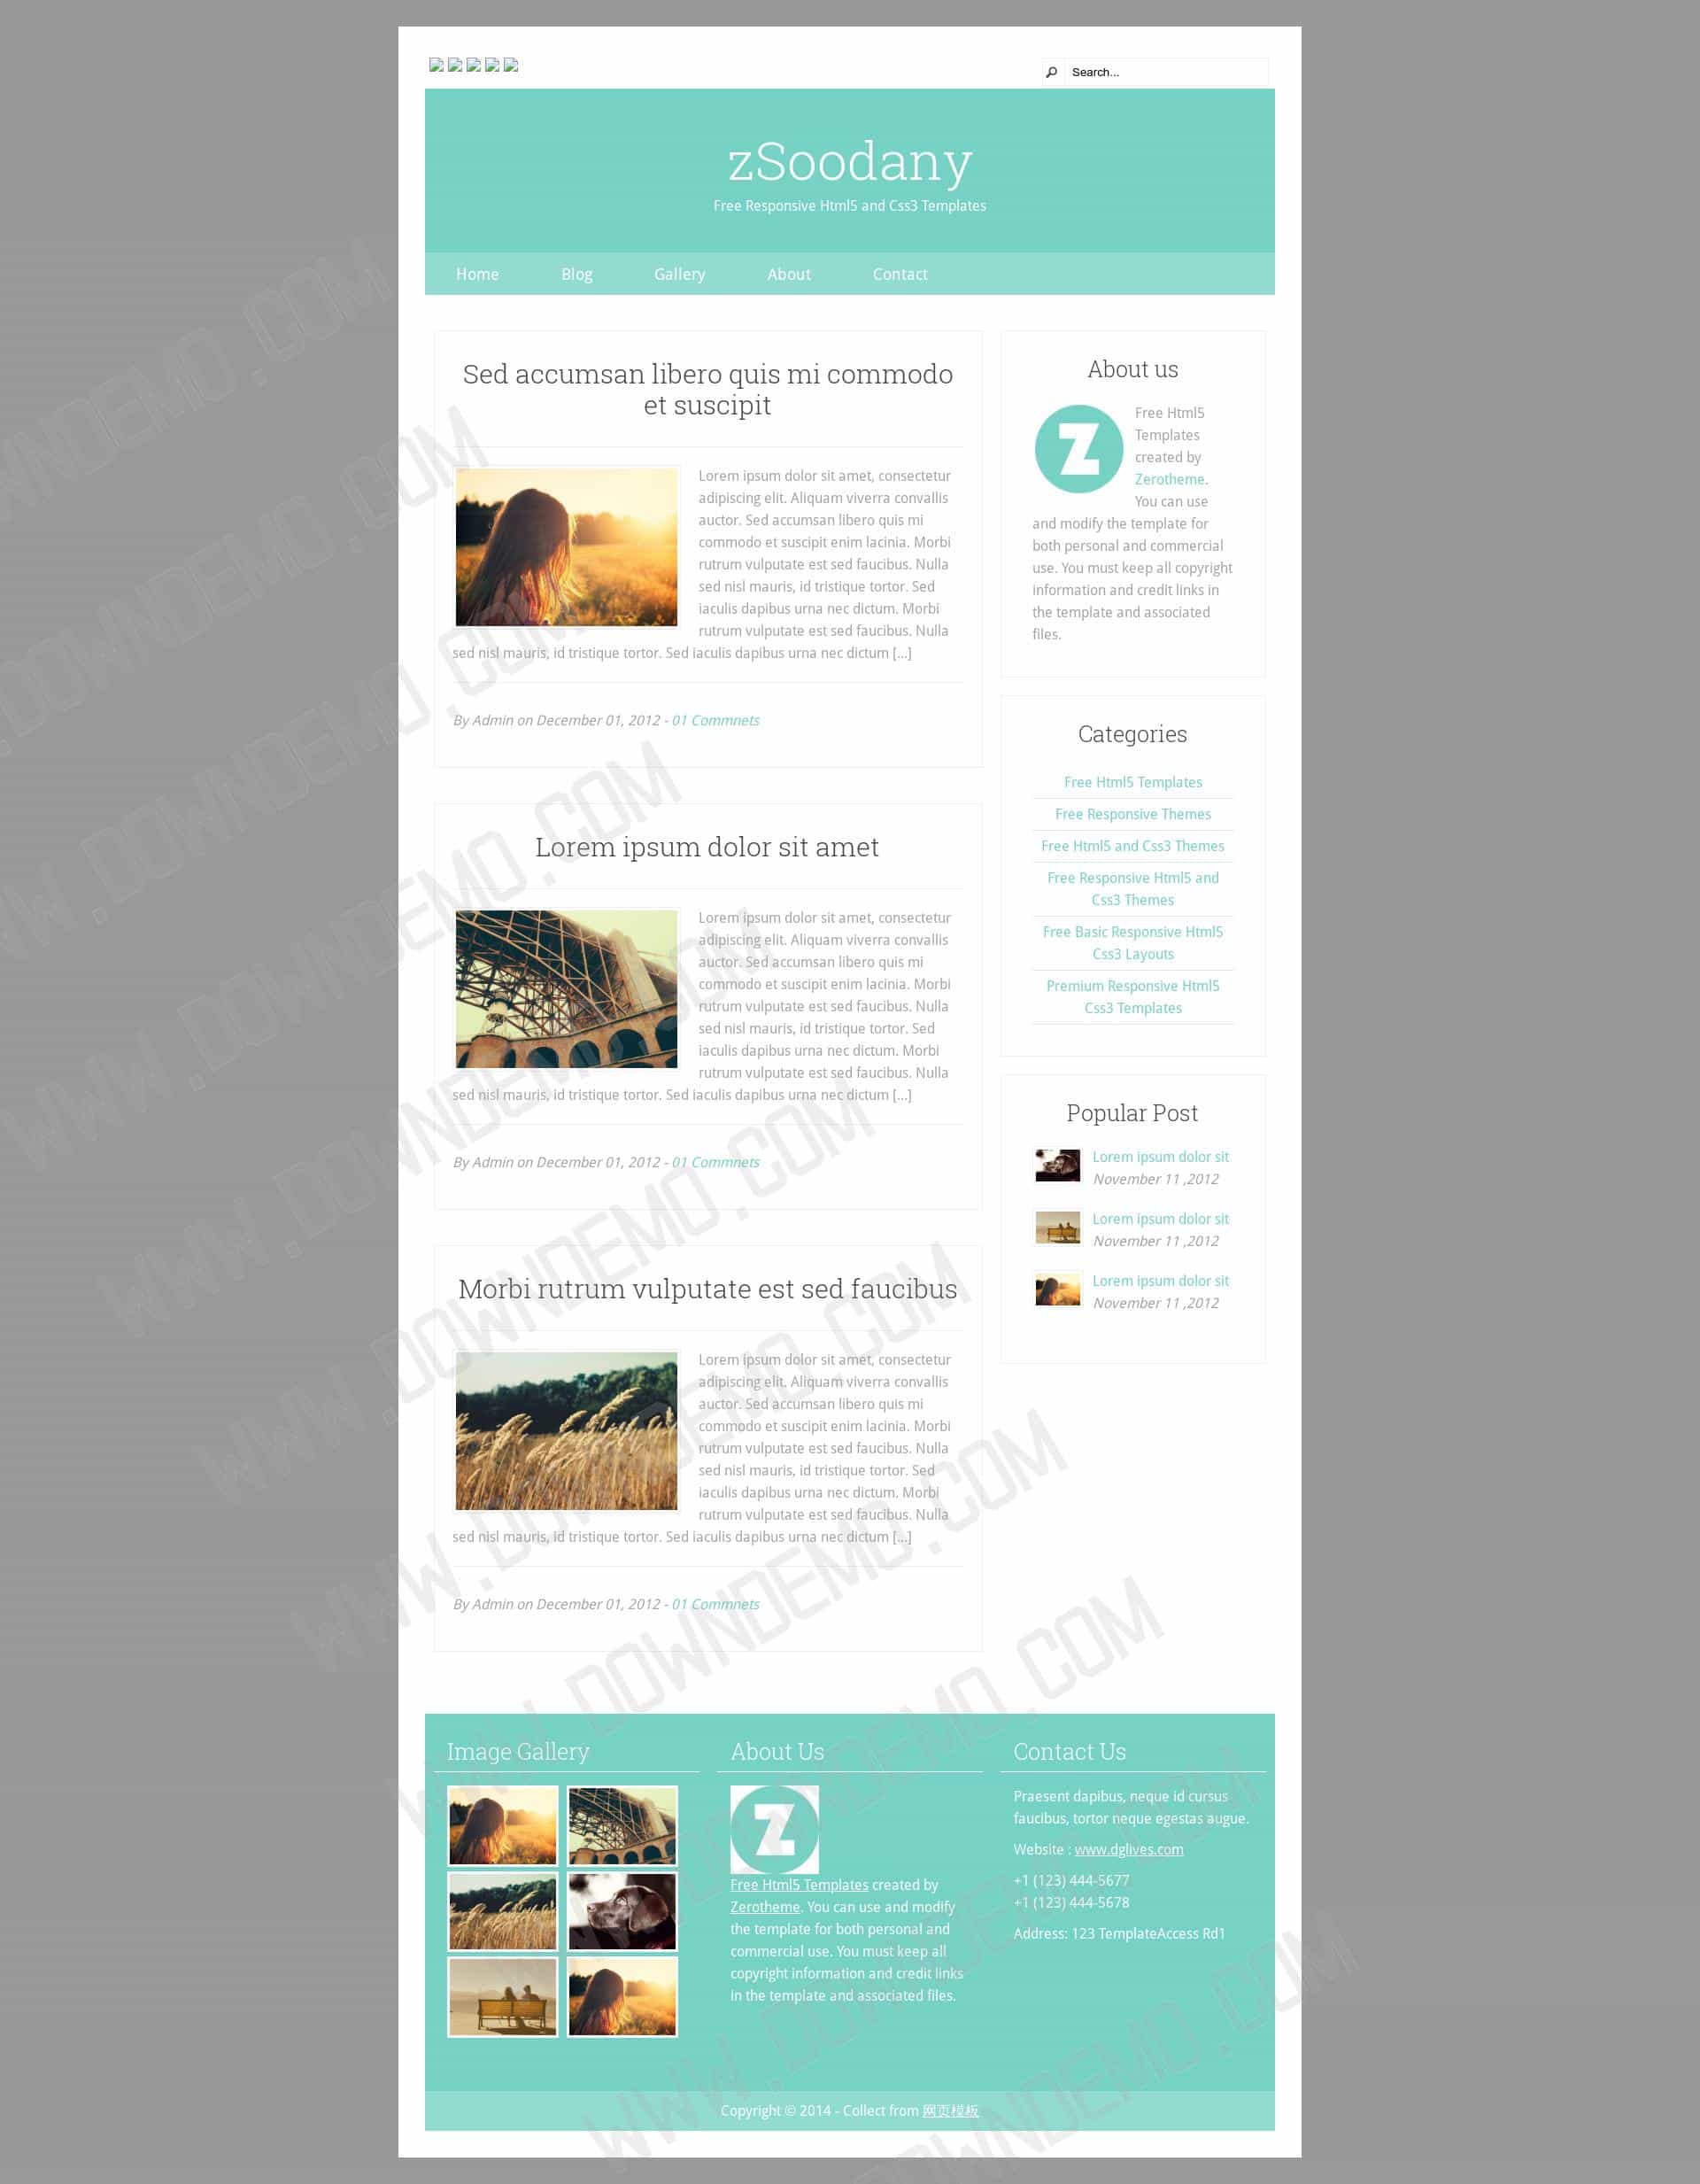 Search...
zSoodany
Free Responsive Html5 and Css3 Templates
Home Blog Gallery About Contact
Sed accumsan libero quis mi commodo
et suscipit
Lorem ipsum dolor sit amet, consectetur
adipiscing elit. Aliquam viverra convallis
auctor. Sed accumsan libero quis mi
commodo et suscipit enim lacinia. Morbi
rutrum vulputate est sed faucibus. Nulla
sed nisl mauris, id tristique tortor. Sed
iaculis dapibus urna nec dictum. Morbi
rutrum vulputate est sed faucibus. Nulla
sed nisl mauris, id tristique tortor. Sed iaculis dapibus urna nec dictum [...]
By Admin on December 01, 2012 - 01 Commnets
Lorem ipsum dolor sit amet
Lorem ipsum dolor sit amet, consectetur
adipiscing elit. Aliquam viverra convallis
auctor. Sed accumsan libero quis mi
commodo et suscipit enim lacinia. Morbi
rutrum vulputate est sed faucibus. Nulla
sed nisl mauris, id tristique tortor. Sed
iaculis dapibus urna nec dictum. Morbi
rutrum vulputate est sed faucibus. Nulla
sed nisl mauris, id tristique tortor. Sed iaculis dapibus urna nec dictum [...]
By Admin on December 01, 2012 - 01 Commnets
Morbi rutrum vulputate est sed faucibus
Lorem ipsum dolor sit amet, consectetur
adipiscing elit. Aliquam viverra convallis
auctor. Sed accumsan libero quis mi
commodo et suscipit enim lacinia. Morbi
rutrum vulputate est sed faucibus. Nulla
sed nisl mauris, id tristique tortor. Sed
iaculis dapibus urna nec dictum. Morbi
rutrum vulputate est sed faucibus. Nulla
sed nisl mauris, id tristique tortor. Sed iaculis dapibus urna nec dictum [...]
By Admin on December 01, 2012 - 01 Commnets
About us
Z
Free Html5
Templates
created by
Zerotheme.
You can use
and modify the template for
both personal and commercial
use. You must keep all copyright
information and credit links in
the template and associated
files.
Categories
Free Html5 Templates
Free Responsive Themes
Free Html5 and Css3 Themes
Free Responsive Html5 and
Css3 Themes
Free Basic Responsive Html5
Css3 Layouts
Premium Responsive Html5
Css3 Templates
Popular Post
Lorem ipsum dolor sit
November 11 ,2012
Lorem ipsum dolor sit
November 11 ,2012
Lorem ipsum dolor sit
November 11 ,2012
Image Gallery
About Us
Z
Free Html5 Templates created by
Zerotheme. You can use and modify
the template for both personal and
commercial use. You must keep all
copyright information and credit links
in the template and associated files.
Contact Us
Praesent dapibus, neque id cursus
faucibus, tortor neque egestas augue.
Website : www.dglives.com
+1 (123) 444-5677
+1 (123) 444-5678
Address: 123 TemplateAccess Rd1
Copyright © 2014 - Collect from 网页模板
WWW.DOWNDEMO.COM